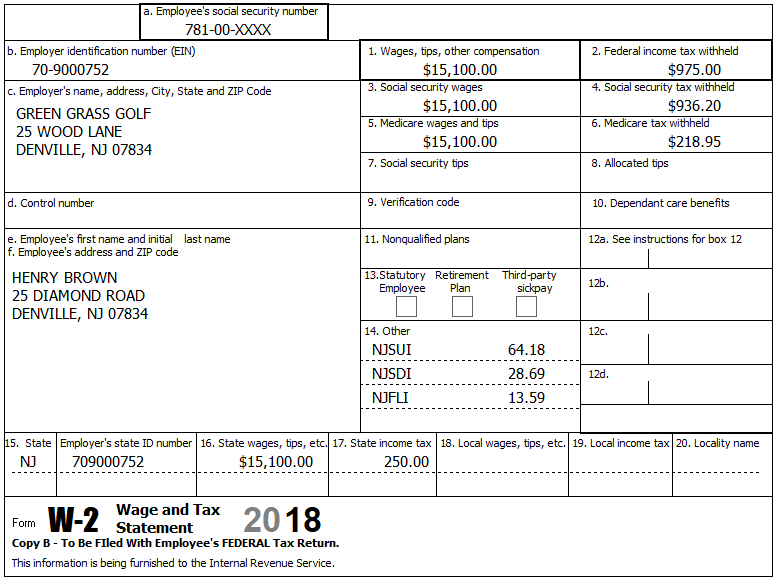 a. Employee's social security number
781-00-XXXX
b. Employer identification number (EIN)
70-9000752
1. Wages, tips, other compensation
$15,100.00
2. Federal income tax withheld
$975.00
c. Employer's name, address, City, State and ZIP Code
GREEN GRASS GOLF
25 WOOD LANE
DENVILLE, NJ 07834
3. Social security wages
$15,100.00
4. Social security tax withheld
$936.20
5. Medicare wages and tips
$15,100.00
6. Medicare tax withheld
$218.95
7. Social security tips
8. Allocated tips
d. Control number
9. Verification code
10. Dependant care benefits
e. Employee's first name and initial last name
f. Employee's address and ZIP code
HENRY BROWN
25 DIAMOND ROAD
DENVILLE, NJ 07834
11. Nonqualified plans
12a. See instructions for box 12
13.Statutory Employee
Retirement Plan
Third-party sickpay
12b.
14. Other
NJSUI 64.18
NJSDI 28.69
NJFLI 13.59
12c.
12d.
15. State
NJ
Employer's state ID number
709000752
16. State wages, tips, etc.
$15,100.00
17. State income tax
250.00
18. Local wages, tips, etc.
19. Local income tax
20. Locality name
Form W-2 Wage and Tax Statement 2018
Copy B - To Be FIled With Employee's FEDERAL Tax Return.
This information is being furnished to the Internal Revenue Service.